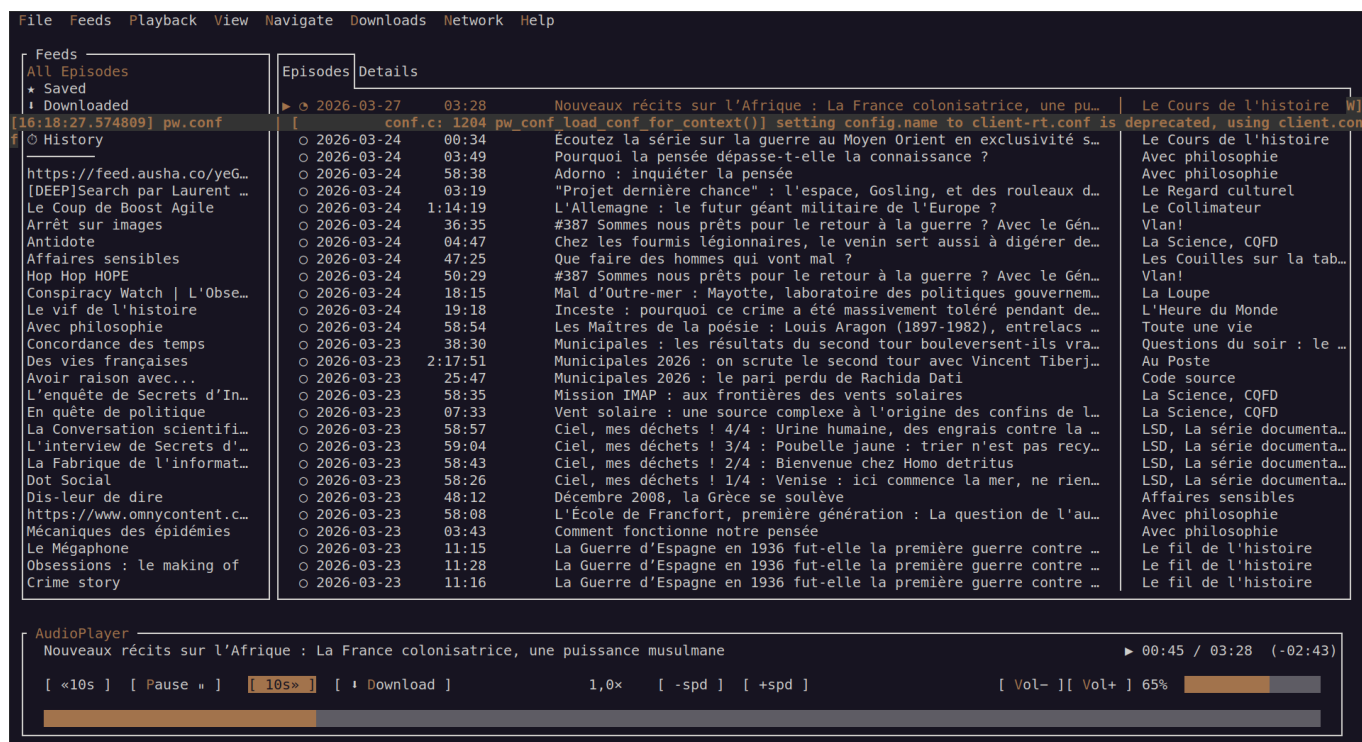 File Feeds Playback View Navigate Downloads Network Help
Feeds
All Episodes
★ Saved
⬇ Downloaded
⏱ History
https://feed.ausha.co/yeG…
[DEEP]Search par Laurent …
Le Coup de Boost Agile
Arrêt sur images
Antidote
Affaires sensibles
Hop Hop HOPE
Conspiracy Watch | L'Obse…
Le vif de l'histoire
Avec philosophie
Concordance des temps
Des vies françaises
Avoir raison avec...
L’enquête de Secrets d’In…
En quête de politique
La Conversation scientifi…
L'interview de Secrets d'…
La Fabrique de l'informat…
Dot Social
Dis-leur de dire
https://www.omnycontent.c…
Mécaniques des épidémies
Le Mégaphone
Obsessions : le making of
Crime story
Episodes Details
▶ ◔ 2026-03-27 03:28 Nouveaux récits sur l’Afrique : La France colonisatrice, une pu… │ Le Cours de l'histoire W]
[16:18:27.574809] pw.conf | [ conf.c: 1204 pw_conf_load_conf_for_context()] setting config.name to client-rt.conf is deprecated, using client.con
f
○ 2026-03-24 00:34 Écoutez la série sur la guerre au Moyen Orient en exclusivité s… Le Cours de l'histoire
○ 2026-03-24 03:49 Pourquoi la pensée dépasse-t-elle la connaissance ? Avec philosophie
○ 2026-03-24 58:38 Adorno : inquiéter la pensée Avec philosophie
○ 2026-03-24 03:19 "Projet dernière chance" : l'espace, Gosling, et des rouleaux d… Le Regard culturel
○ 2026-03-24 1:14:19 L'Allemagne : le futur géant militaire de l'Europe ? Le Collimateur
○ 2026-03-24 36:35 #387 Sommes nous prêts pour le retour à la guerre ? Avec le Gén… Vlan!
○ 2026-03-24 04:47 Chez les fourmis légionnaires, le venin sert aussi à digérer de… La Science, CQFD
○ 2026-03-24 47:25 Que faire des hommes qui vont mal ? Les Couilles sur la tab…
○ 2026-03-24 50:29 #387 Sommes nous prêts pour le retour à la guerre ? Avec le Gén… Vlan!
○ 2026-03-24 18:15 Mal d’Outre-mer : Mayotte, laboratoire des politiques gouvernem… La Loupe
○ 2026-03-24 19:18 Inceste : pourquoi ce crime a été massivement toléré pendant de… L'Heure du Monde
○ 2026-03-24 58:54 Les Maîtres de la poésie : Louis Aragon (1897-1982), entrelacs … Toute une vie
○ 2026-03-23 38:30 Municipales : les résultats du second tour bouleversent-ils vra… Questions du soir : le …
○ 2026-03-23 2:17:51 Municipales 2026 : on scrute le second tour avec Vincent Tiberj… Au Poste
○ 2026-03-23 25:47 Municipales 2026 : le pari perdu de Rachida Dati Code source
○ 2026-03-23 58:35 Mission IMAP : aux frontières des vents solaires La Science, CQFD
○ 2026-03-23 07:33 Vent solaire : une source complexe à l'origine des confins de l… La Science, CQFD
○ 2026-03-23 58:57 Ciel, mes déchets ! 4/4 : Urine humaine, des engrais contre la … LSD, La série documenta…
○ 2026-03-23 59:04 Ciel, mes déchets ! 3/4 : Poubelle jaune : trier n'est pas recy… LSD, La série documenta…
○ 2026-03-23 58:43 Ciel, mes déchets ! 2/4 : Bienvenue chez Homo detritus LSD, La série documenta…
○ 2026-03-23 58:26 Ciel, mes déchets ! 1/4 : Venise : ici commence la mer, ne rien… LSD, La série documenta…
○ 2026-03-23 48:12 Décembre 2008, la Grèce se soulève Affaires sensibles
○ 2026-03-23 58:08 L'École de Francfort, première génération : La question de l'au… Avec philosophie
○ 2026-03-23 03:43 Comment fonctionne notre pensée Avec philosophie
○ 2026-03-23 11:15 La Guerre d’Espagne en 1936 fut-elle la première guerre contre … Le fil de l'histoire
○ 2026-03-23 11:28 La Guerre d’Espagne en 1936 fut-elle la première guerre contre … Le fil de l'histoire
○ 2026-03-23 11:16 La Guerre d’Espagne en 1936 fut-elle la première guerre contre … Le fil de l'histoire
AudioPlayer
Nouveaux récits sur l’Afrique : La France colonisatrice, une puissance musulmane ▶ 00:45 / 03:28 (-02:43)
[ «10s ] [ Pause ⏸ ] [ 10s» ] [ ⬇ Download ] 1,0× [ -spd ] [ +spd ] [ Vol− ][ Vol+ ] 65%